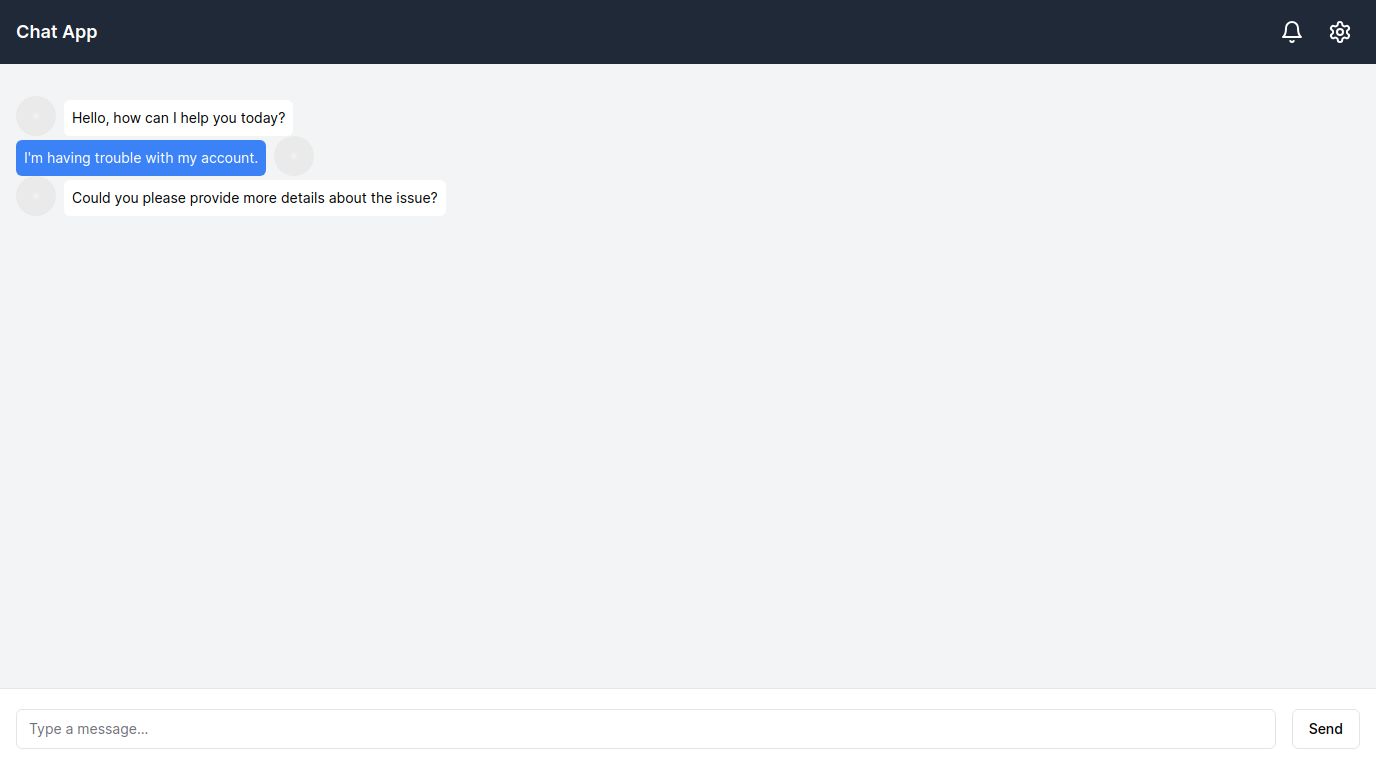 Chat App
Hello, how can I help you today?
I'm having trouble with my account.
Could you please provide more details about the issue?
Type a message...
Send